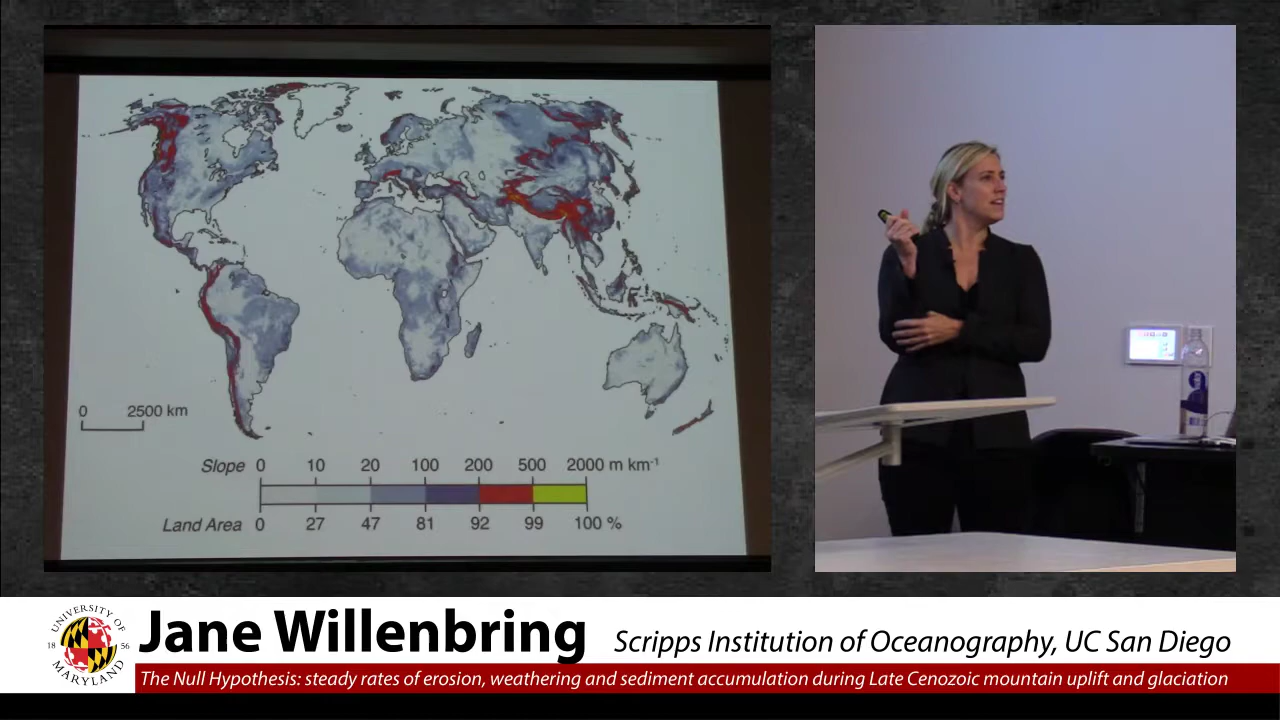 0 2500 km
Slope 0 10 20 100 200 500 2000 m km⁻¹
Land Area 0 27 47 81 92 99 100 %
UNIVERSITY OF
18 56
MARYLAND
Jane Willenbring
Scripps Institution of Oceanography, UC San Diego
The Null Hypothesis: steady rates of erosion, weathering and sediment accumulation during Late Cenozoic mountain uplift and glaciation